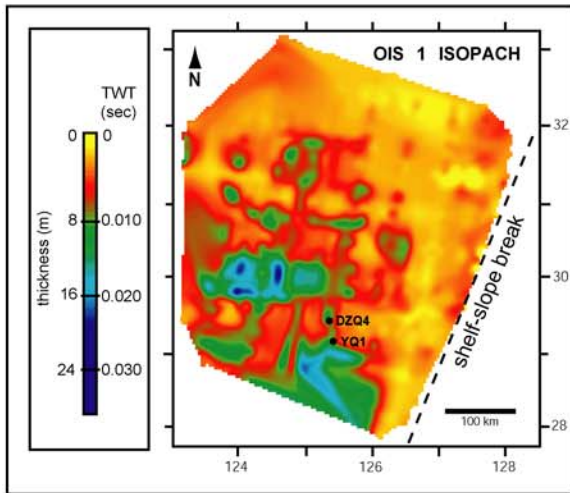 OIS 1 ISOPACH
N
TWT
(sec)
thickness (m)
0
0
8
0.010
16
0.020
24
0.030
DZQ4
YQ1
shelf-slope break
100 km
32
30
28
124
126
128